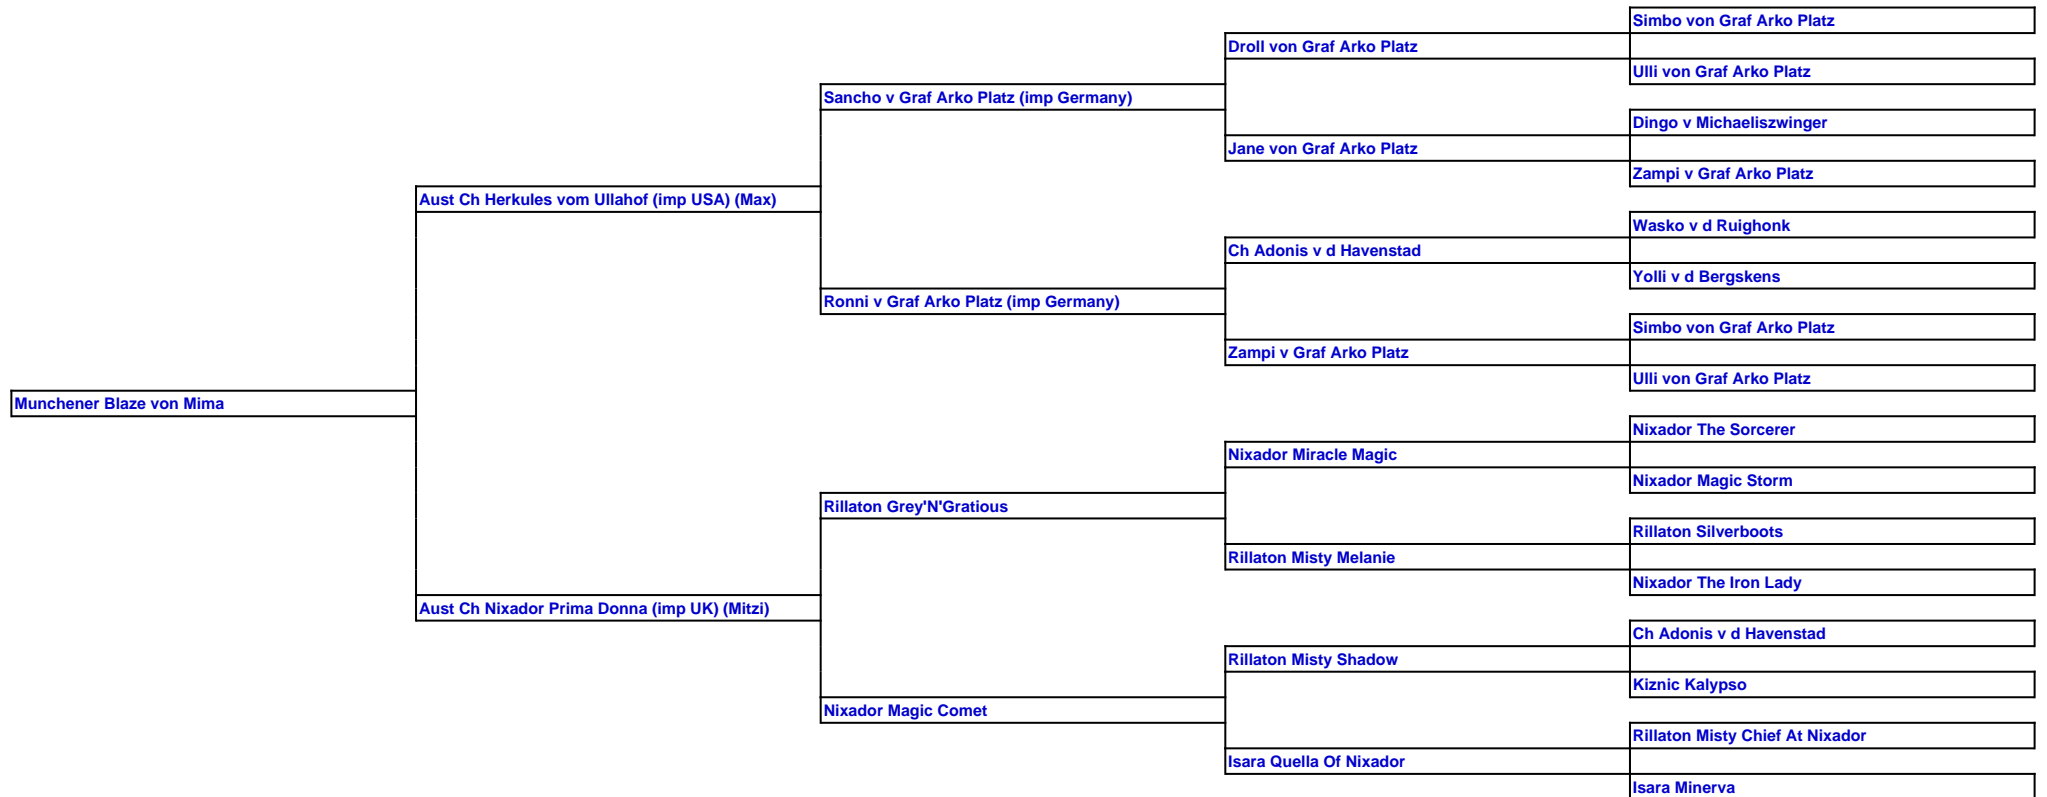 Simbo von Graf Arko Platz
Droll von Graf Arko Platz
Ulli von Graf Arko Platz
Sancho v Graf Arko Platz (imp Germany)
Dingo v Michaeliszwinger
Jane von Graf Arko Platz
Zampi v Graf Arko Platz
Aust Ch Herkules vom Ullahof (imp USA) (Max)
Wasko v d Ruighonk
Ch Adonis v d Havenstad
Yolli v d Bergskens
Ronni v Graf Arko Platz (imp Germany)
Simbo von Graf Arko Platz
Zampi v Graf Arko Platz
Ulli von Graf Arko Platz
Munchener Blaze von Mima
Nixador The Sorcerer
Nixador Miracle Magic
Nixador Magic Storm
Rillaton Grey'N'Gratious
Rillaton Silverboots
Rillaton Misty Melanie
Nixador The Iron Lady
Aust Ch Nixador Prima Donna (imp UK) (Mitzi)
Ch Adonis v d Havenstad
Rillaton Misty Shadow
Kiznic Kalypso
Nixador Magic Comet
Rillaton Misty Chief At Nixador
Isara Quella Of Nixador
Isara Minerva